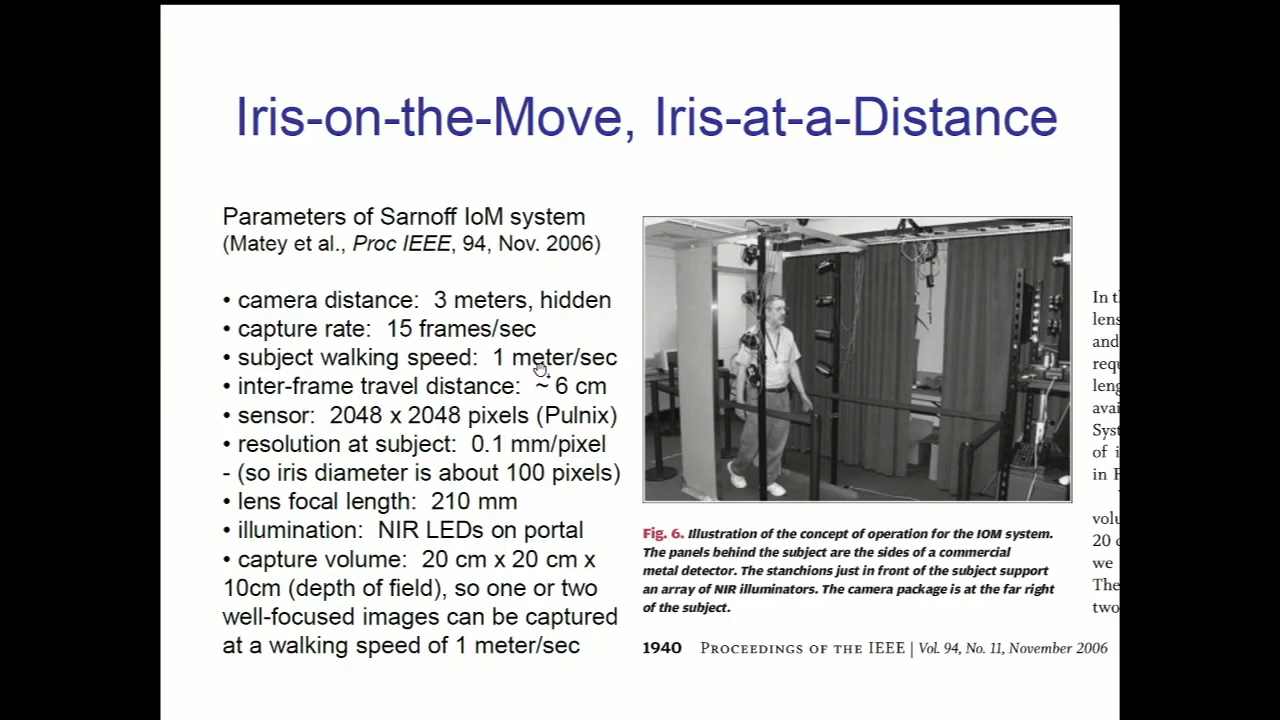 Iris-on-the-Move, Iris-at-a-Distance
Parameters of Sarnoff IoM system
(Matey et al., Proc IEEE, 94, Nov. 2006)
• camera distance: 3 meters, hidden
• capture rate: 15 frames/sec
• subject walking speed: 1 meter/sec
• inter-frame travel distance: ~ 6 cm
• sensor: 2048 x 2048 pixels (Pulnix)
• resolution at subject: 0.1 mm/pixel
- (so iris diameter is about 100 pixels)
• lens focal length: 210 mm
• illumination: NIR LEDs on portal
• capture volume: 20 cm x 20 cm x
10cm (depth of field), so one or two
well-focused images can be captured
at a walking speed of 1 meter/sec
Fig. 6. Illustration of the concept of operation for the IOM system.
The panels behind the subject are the sides of a commercial
metal detector. The stanchions just in front of the subject support
an array of NIR illuminators. The camera package is at the far right
of the subject.
1940 PROCEEDINGS OF THE IEEE | Vol. 94, No. 11, November 2006
In
lens
and
of
in
20
we